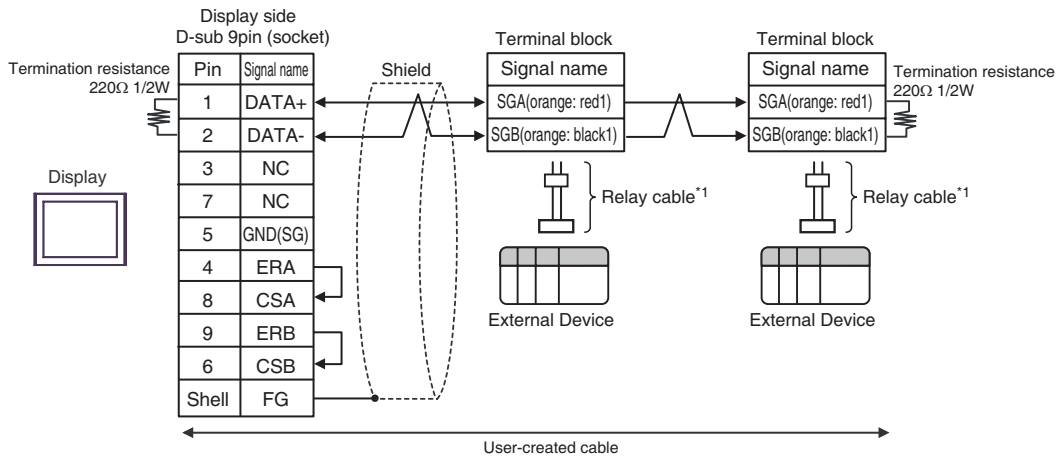 Display side
D-sub 9pin (socket)
Termination resistance
220Ω 1/2W
Pin Signal name
1 DATA+
2 DATA-
3 NC
7 NC
5 GND(SG)
4 ERA
8 CSA
9 ERB
6 CSB
Shell FG
Display
Shield
Terminal block
Signal name
SGA(orange: red1)
SGB(orange: black1)
Relay cable*1
External Device
Terminal block
Signal name
SGA(orange: red1)
SGB(orange: black1)
Termination resistance
220Ω 1/2W
Relay cable*1
External Device
User-created cable